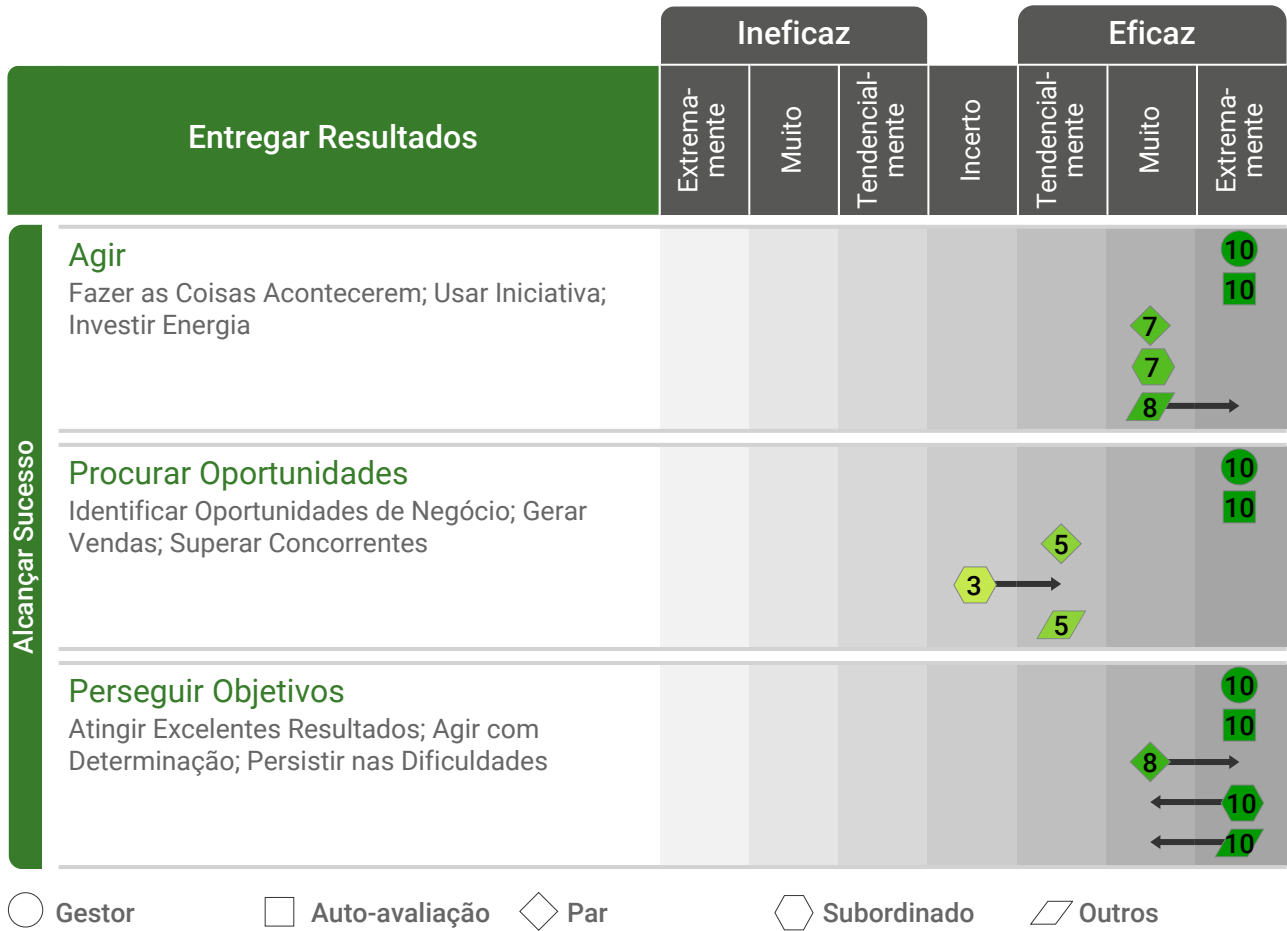 Ineficaz
Eficaz
Entregar Resultados
Extrema-
mente
Muito
Tendencial-
mente
Incerto
Tendencial-
mente
Muito
Extrema-
mente
Alcançar Sucesso
Agir
Fazer as Coisas Acontecerem; Usar Iniciativa;
Investir Energia
10
10
7
7
8
Procurar Oportunidades
Identificar Oportunidades de Negócio; Gerar
Vendas; Superar Concorrentes
10
10
5
3
5
Perseguir Objetivos
Atingir Excelentes Resultados; Agir com
Determinação; Persistir nas Dificuldades
10
10
8
10
10
Gestor
Auto-avaliação
Par
Subordinado
Outros